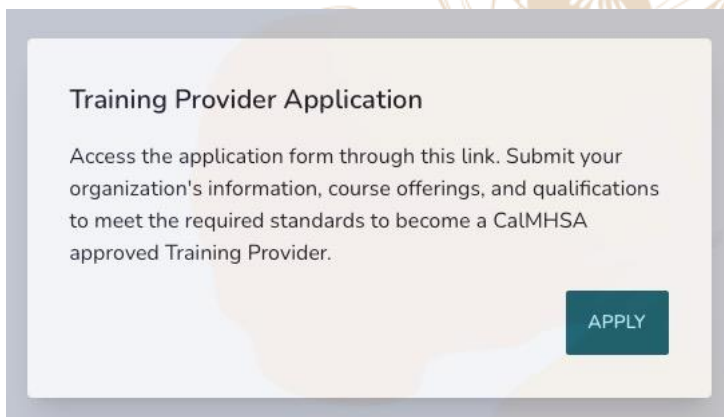 Training Provider Application
Access the application form through this link. Submit your
organization's information, course offerings, and qualifications
to meet the required standards to become a CalMHSA
approved Training Provider.
APPLY